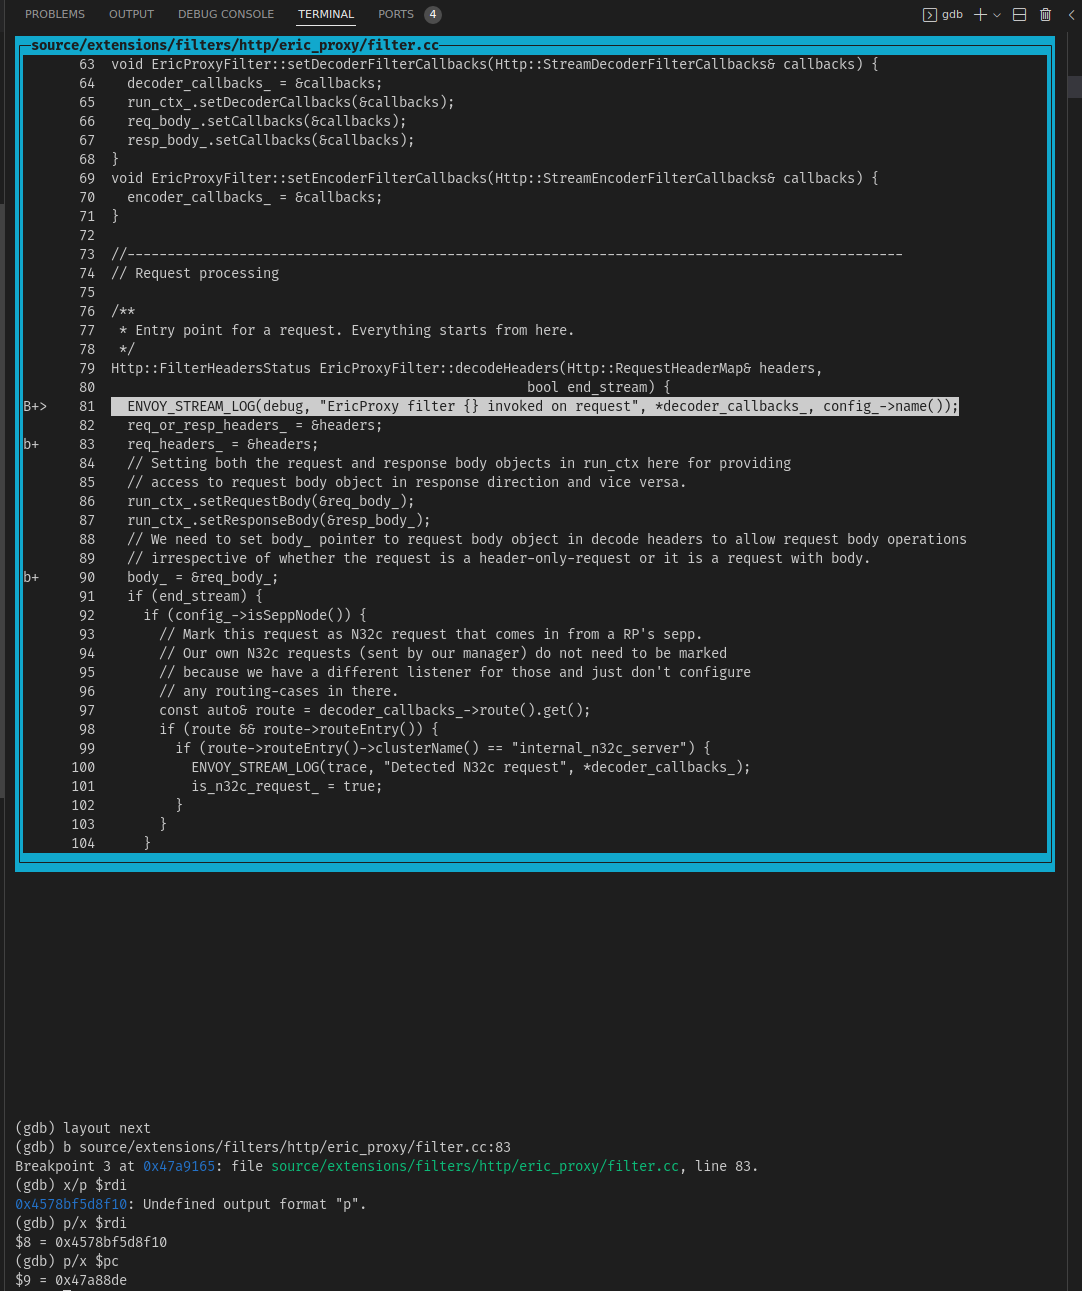 PROBLEMS OUTPUT DEBUG CONSOLE TERMINAL PORTS 4 gdb
source/extensions/filters/http/eric_proxy/filter.cc
63 void EricProxyFilter::setDecoderFilterCallbacks(Http::StreamDecoderFilterCallbacks& callbacks) {
64   decoder_callbacks_ = &callbacks;
65   run_ctx_.setDecoderCallbacks(&callbacks);
66   req_body_.setCallbacks(&callbacks);
67   resp_body_.setCallbacks(&callbacks);
68 }
69 void EricProxyFilter::setEncoderFilterCallbacks(Http::StreamEncoderFilterCallbacks& callbacks) {
70   encoder_callbacks_ = &callbacks;
71 }
72
73 //-------------------------------------------------------------------------------------------------
74 // Request processing
75
76 /**
77  * Entry point for a request. Everything starts from here.
78  */
79 Http::FilterHeadersStatus EricProxyFilter::decodeHeaders(Http::RequestHeaderMap& headers,
80                                                     bool end_stream) {
B+> 81   ENVOY_STREAM_LOG(debug, "EricProxy filter {} invoked on request", *decoder_callbacks_, config_->name());
82   req_or_resp_headers_ = &headers;
b+ 83   req_headers_ = &headers;
84   // Setting both the request and response body objects in run_ctx here for providing
85   // access to request body object in response direction and vice versa.
86   run_ctx_.setRequestBody(&req_body_);
87   run_ctx_.setResponseBody(&resp_body_);
88   // We need to set body_ pointer to request body object in decode headers to allow request body operations
89   // irrespective of whether the request is a header-only-request or it is a request with body.
b+ 90   body_ = &req_body_;
91   if (end_stream) {
92     if (config_->isSeppNode()) {
93       // Mark this request as N32c request that comes in from a RP's sepp.
94       // Our own N32c requests (sent by our manager) do not need to be marked
95       // because we have a different listener for those and just don't configure
96       // any routing-cases in there.
97       const auto& route = decoder_callbacks_->route().get();
98       if (route && route->routeEntry()) {
99         if (route->routeEntry()->clusterName() == "internal_n32c_server") {
100           ENVOY_STREAM_LOG(trace, "Detected N32c request", *decoder_callbacks_);
101           is_n32c_request_ = true;
102         }
103       }
104     }
(gdb) layout next
(gdb) b source/extensions/filters/http/eric_proxy/filter.cc:83
Breakpoint 3 at 0x47a9165: file source/extensions/filters/http/eric_proxy/filter.cc, line 83.
(gdb) x/p $rdi
0x4578bf5d8f10: Undefined output format "p".
(gdb) p/x $rdi
$8 = 0x4578bf5d8f10
(gdb) p/x $pc
$9 = 0x47a88de